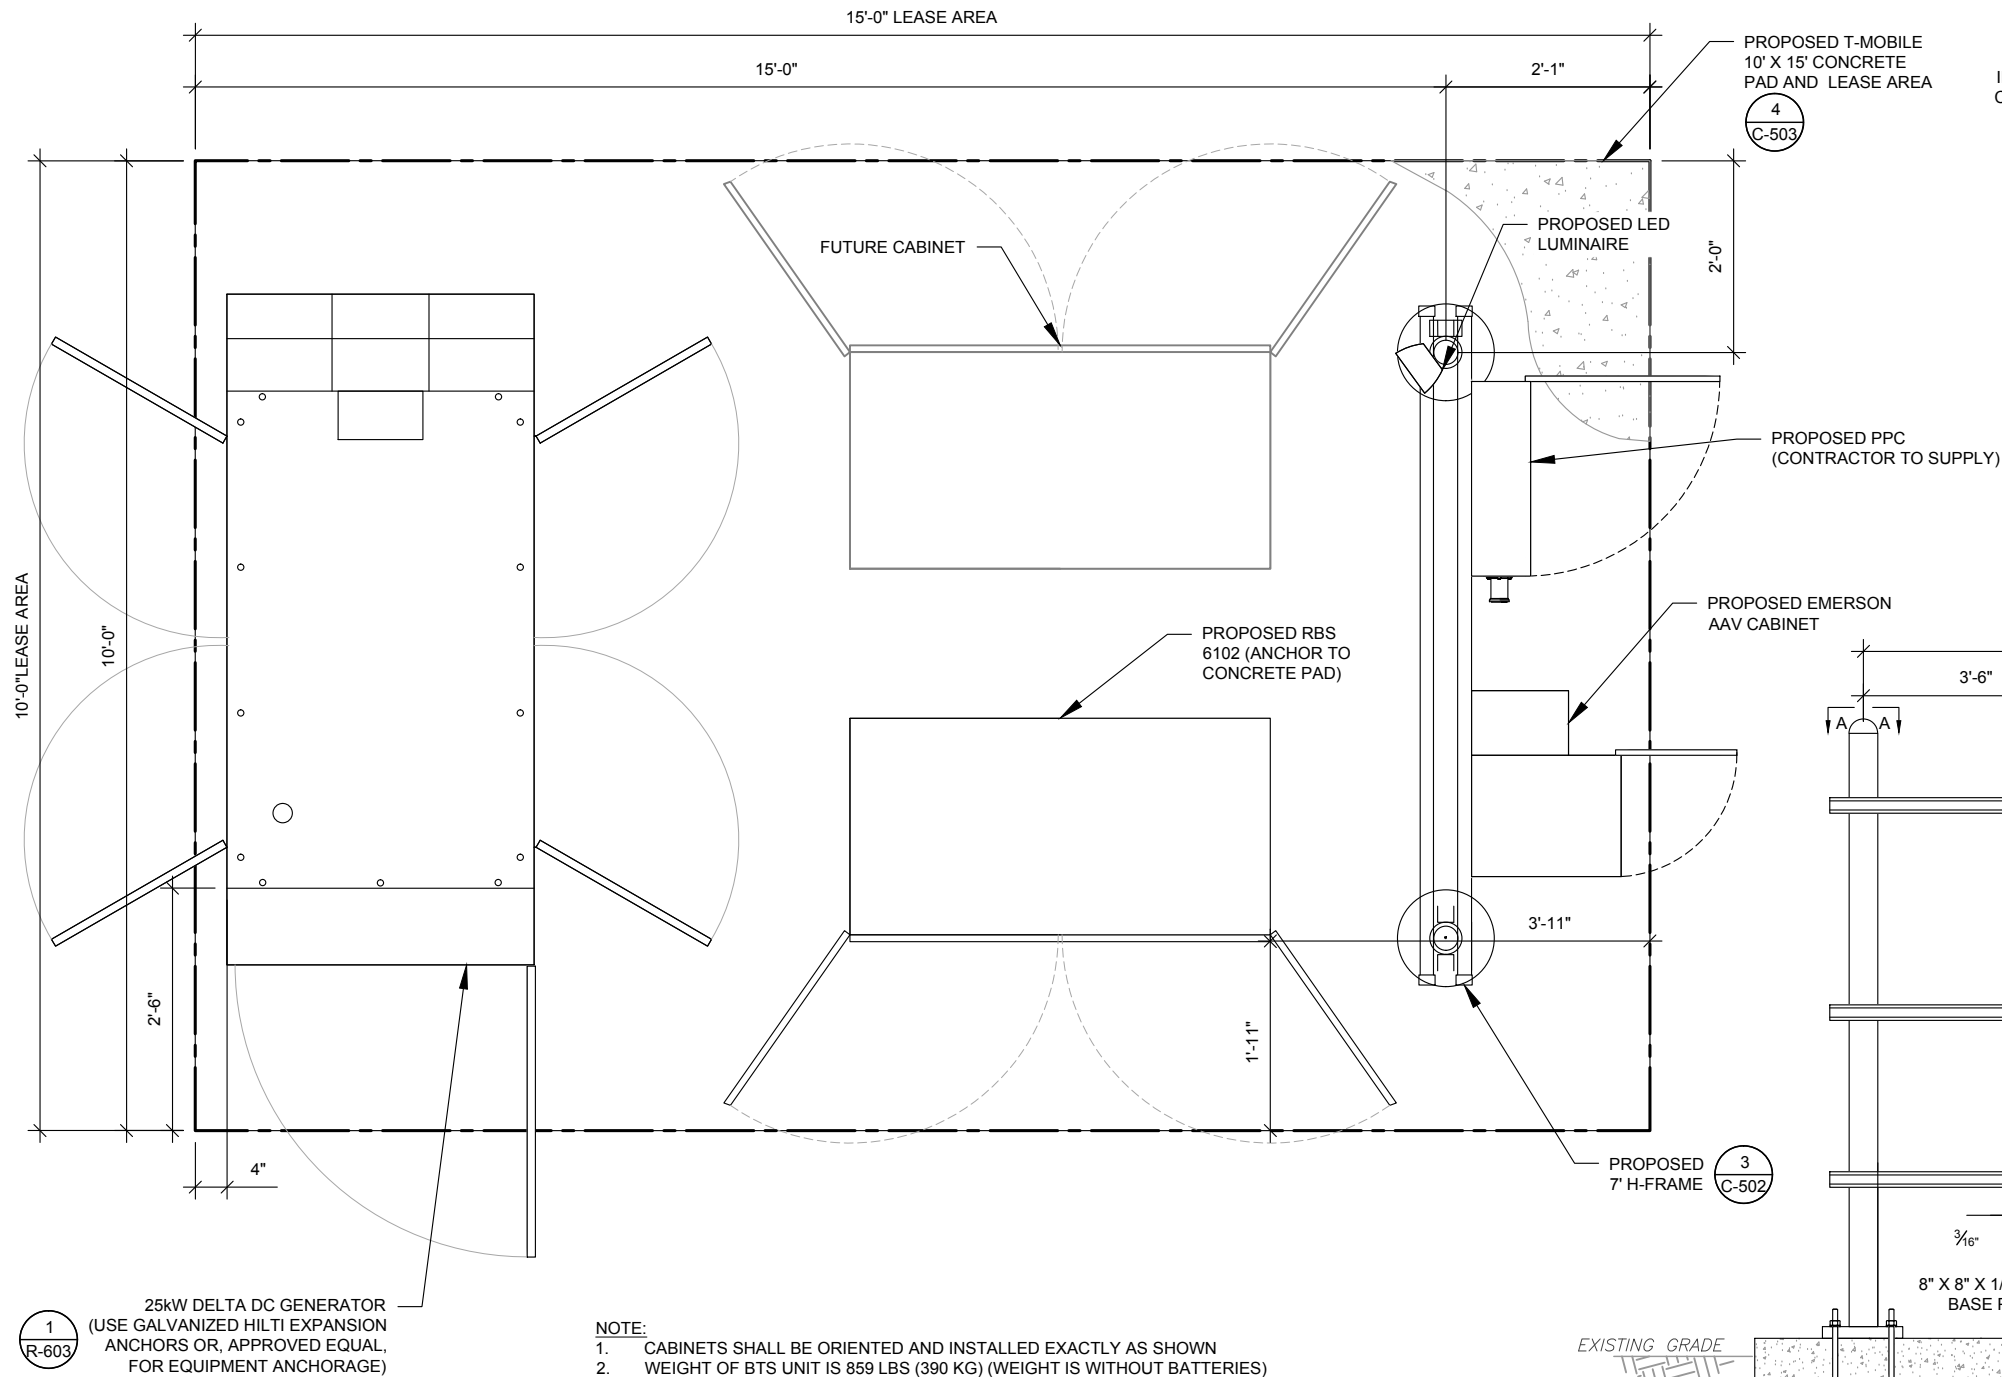 15'-0" LEASE AREA
15'-0"
2'-1"
PROPOSED T-MOBILE
10' X 15' CONCRETE
PAD AND LEASE AREA
4
C-503
PROPOSED LED
LUMINAIRE
FUTURE CABINET
2'-0"
PROPOSED PPC
(CONTRACTOR TO SUPPLY)
10'-0"LEASE AREA
10'-0"
PROPOSED RBS
6102 (ANCHOR TO
CONCRETE PAD)
PROPOSED EMERSON
AAV CABINET
3'-6"
A A
3'-11"
2'-6"
1'-11"
4"
PROPOSED
7' H-FRAME
3
C-502
3/16"
8" X 8" X
BASE
25kW DELTA DC GENERATOR
(USE GALVANIZED HILTI EXPANSION
ANCHORS OR, APPROVED EQUAL,
FOR EQUIPMENT ANCHORAGE)
1
R-603
NOTE:
1. CABINETS SHALL BE ORIENTED AND INSTALLED EXACTLY AS SHOWN
2. WEIGHT OF BTS UNIT IS 859 LBS (390 KG) (WEIGHT IS WITHOUT BATTERIES)
EXISTING GRADE